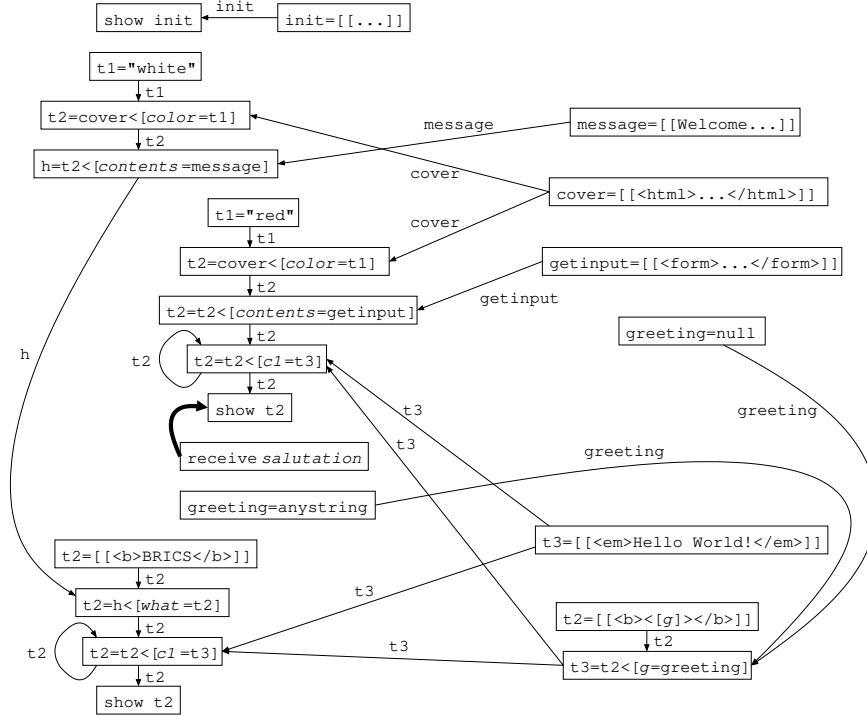 show init
init
init=[[...]]
t1="white"
t1
t2=cover<[color=t1]
t2
h=t2<[contents=message]
message
message=[[Welcome...]]
cover
cover=[[<html>...</html>]]
cover
t1="red"
t1
t2=cover<[color=t1]
t2
getinput=[[<form>...</form>]]
getinput
t2=t2<[contents=getinput]
t2
greeting=null
h
t2
t2=t2<[c1=t3]
t2
show t2
t3
t3
greeting
receive salutation
greeting
greeting=anystring
t2=[[<b>BRICS</b>]]
t2
t3=[[<em>Hello World!</em>]]
t3
t2=h<[what=t2]
t2
t2=[[<b><[g]></b>]]
t2
t2
t2=t2<[c1=t3]
t3
t3=t2<[g=greeting]
t2
show t2